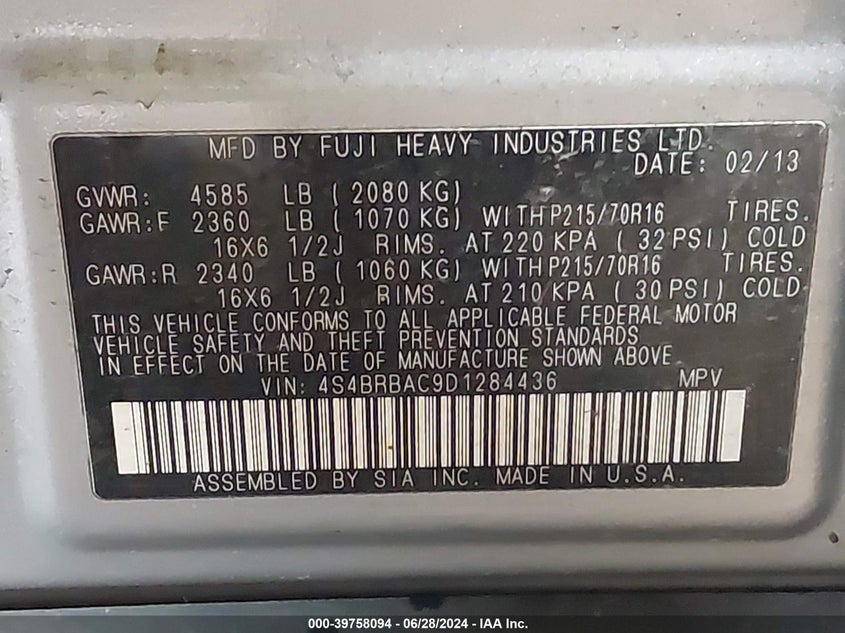 MFD BY FUJI HEAVY INDUSTRIES LTD.
DATE: 02/13
GVWR: 4585 LB ( 2080 KG)
GAWR:F 2360 LB ( 1070 KG) WITH P215/70R16 TIRES.
16X6 1/2J RIMS. AT 220 KPA ( 32 PSI) COLD
GAWR:R 2340 LB ( 1060 KG) WITH P215/70R16 TIRES.
16X6 1/2J RIMS. AT 210 KPA ( 30 PSI) COLD
THIS VEHICLE CONFORMS TO ALL APPLICABLE FEDERAL MOTOR
VEHICLE SAFETY AND THEFT PREVENTION STANDARDS
IN EFFECT ON THE DATE OF MANUFACTURE SHOWN ABOVE
VIN: 4S4BRBAC9D1284436 MPV
ASSEMBLED BY SIA INC. MADE IN U.S.A.
000-39758094 / 06/28/2024 - IAA Inc.